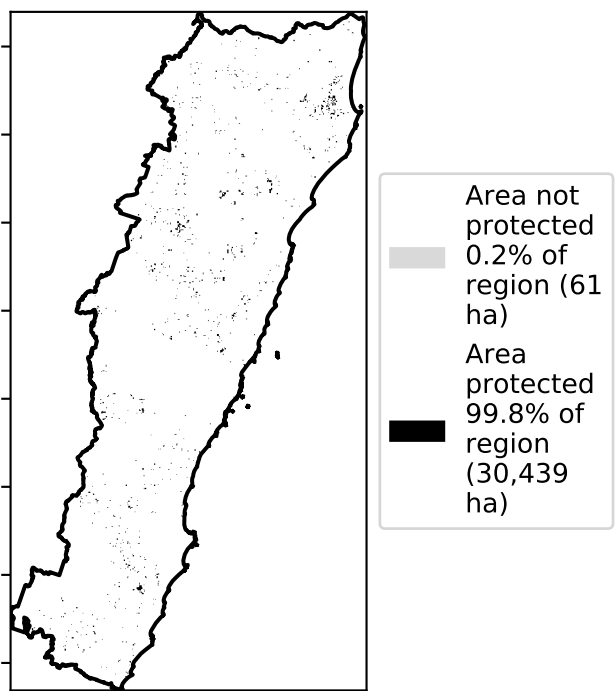 Area not
protected
0.2% of
region (61
ha)
Area
protected
99.8% of
region
(30,439
ha)